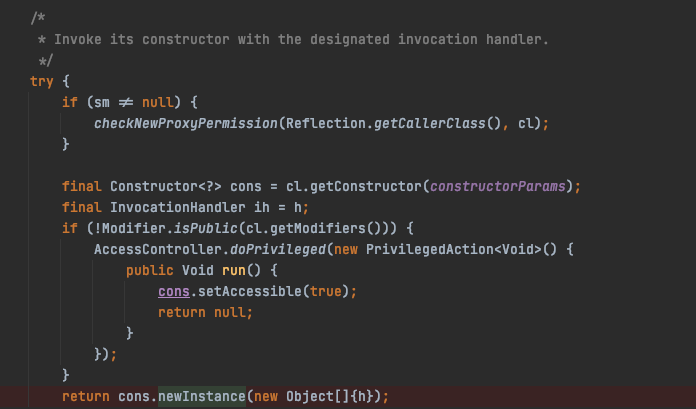 /*
 * Invoke its constructor with the designated invocation handler.
 */
try {
    if (sm ≠ null) {
        checkNewProxyPermission(Reflection.getCallerClass(), cl);
    }

    final Constructor<?> cons = cl.getConstructor(constructorParams);
    final InvocationHandler ih = h;
    if (!Modifier.isPublic(cl.getModifiers())) {
        AccessController.doPrivileged(new PrivilegedAction<Void>() {
            public Void run() {
                cons.setAccessible(true);
                return null;
            }
        });
    }
    return cons.newInstance(new Object[]{h});